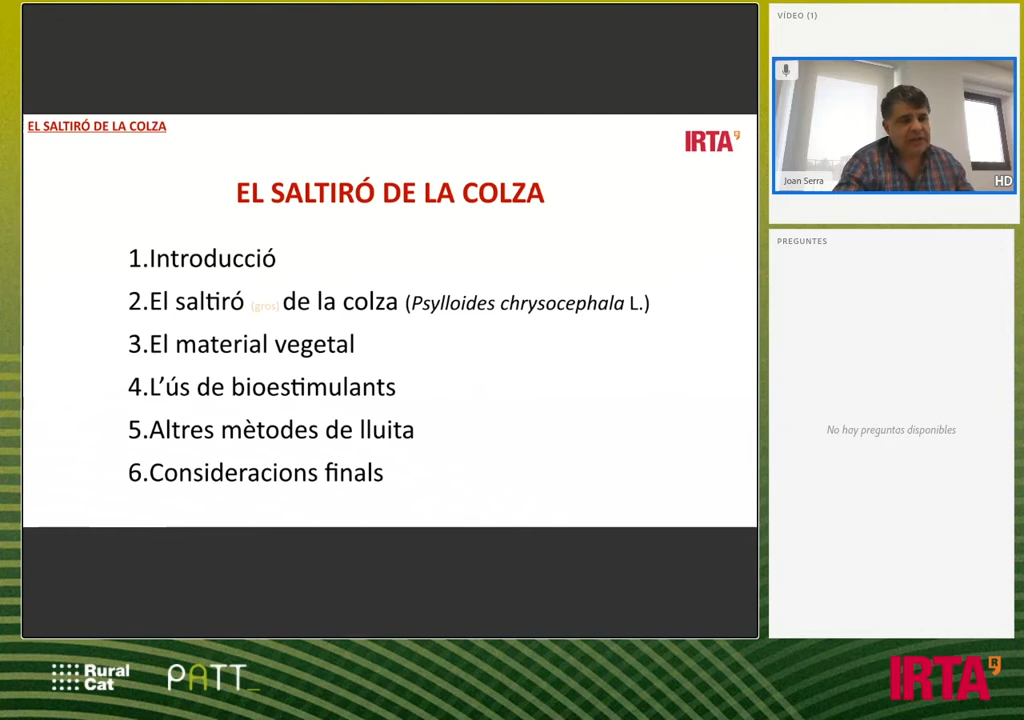 EL SALTIRÓ DE LA COLZA
IRTA
EL SALTIRÓ DE LA COLZA
1.Introducció
2.El saltiró (gros) de la colza (Psylloides chrysocephala L.)
3.El material vegetal
4.L'ús de bioestimulants
5.Altres mètodes de lluita
6.Consideracions finals
VÍDEO (1)
Joan Serra
HD
PREGUNTES
No hay preguntas disponibles
Rural
Cat
PATT_
IRTA
R